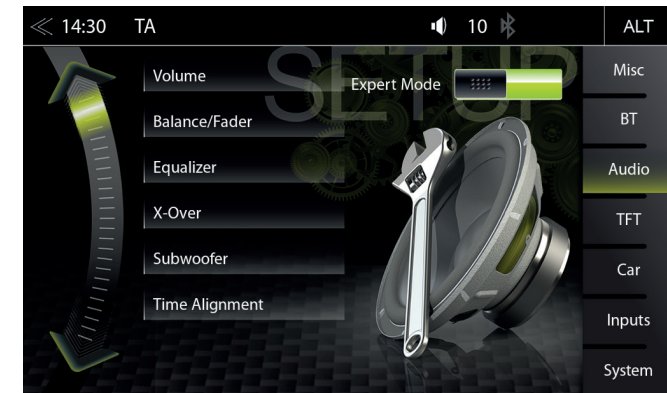 14:30 TA 10 ALT
SETUP
Volume
Expert Mode
Balance/Fader
Equalizer
X-Over
Subwoofer
Time Alignment
Misc
BT
Audio
TFT
Car
Inputs
System